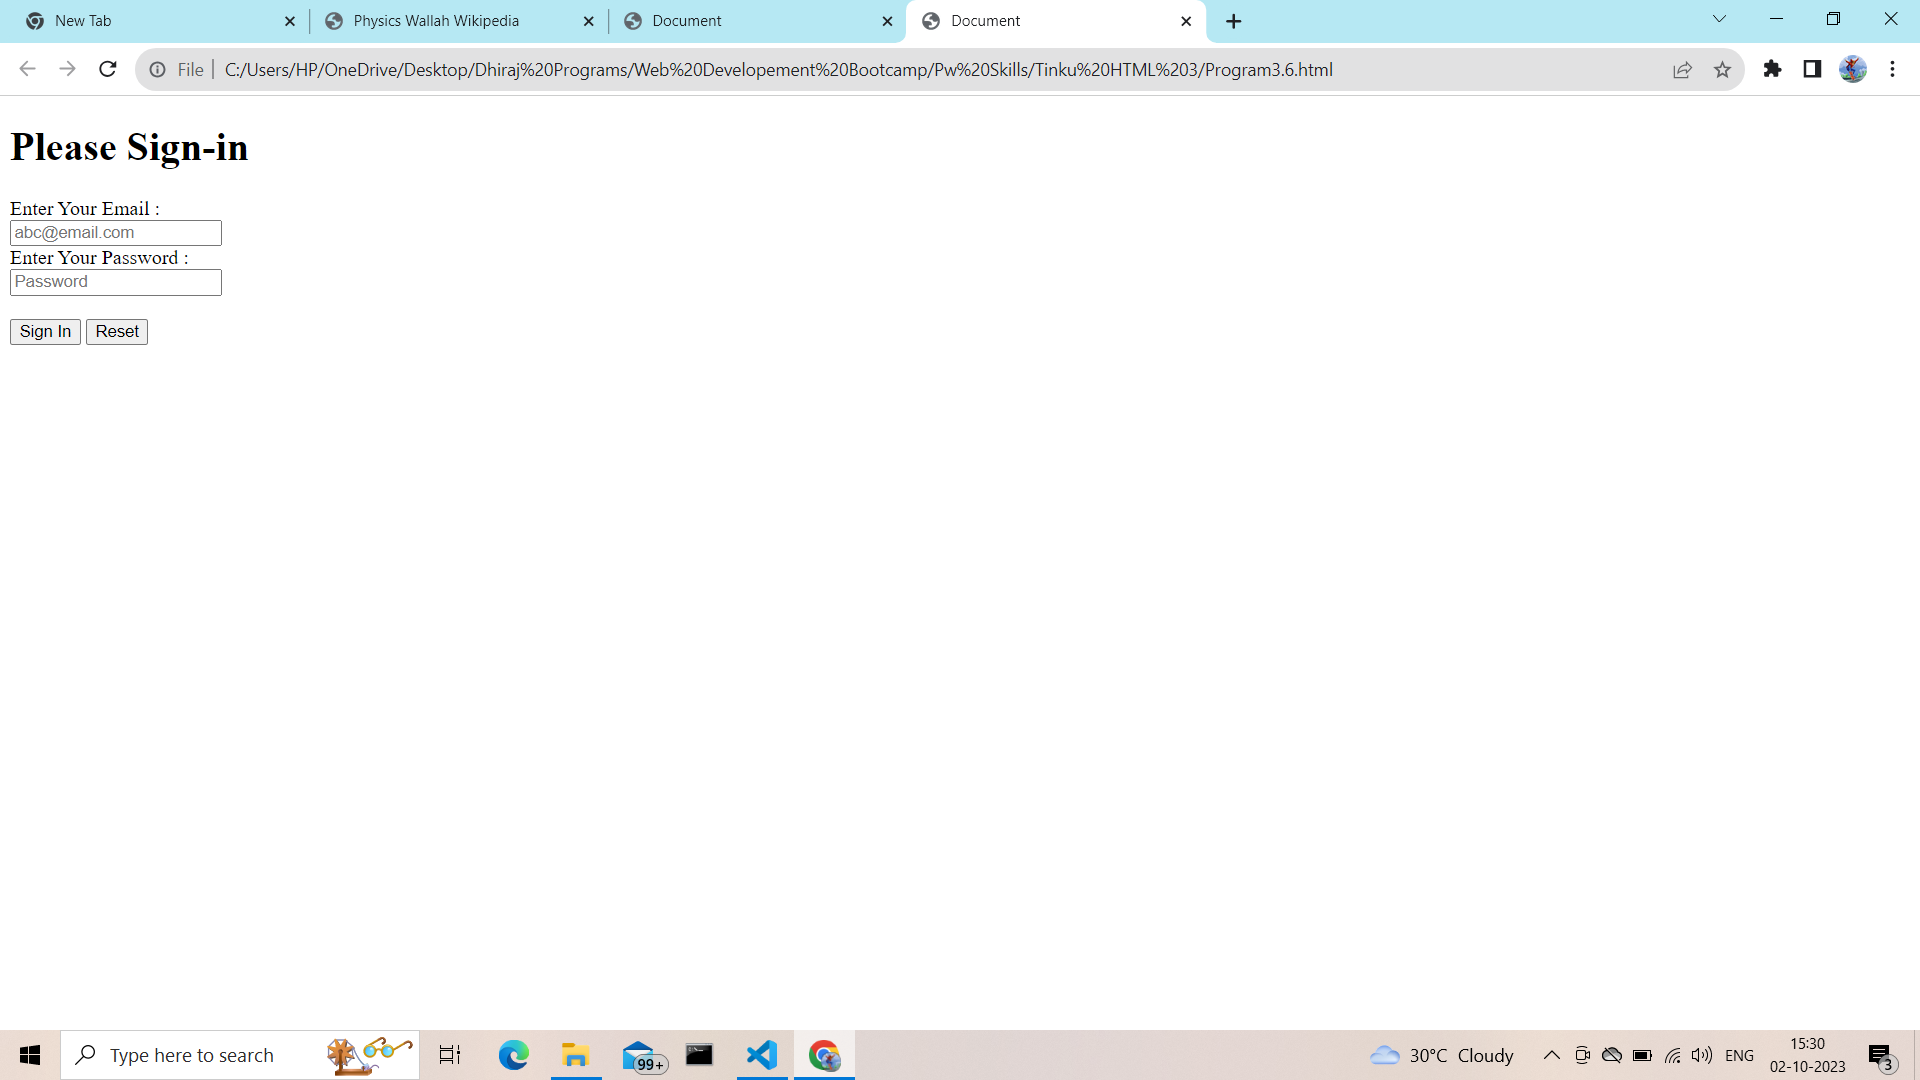 New Tab
Physics Wallah Wikipedia
Document
Document
File
C:/Users/HP/OneDrive/Desktop/Dhiraj%20Programs/Web%20Developement%20Bootcamp/Pw%20Skills/Tinku%20HTML%203/Program3.6.html
Please Sign-in
Enter Your Email :
abc@email.com
Enter Your Password :
Password
Sign In
Reset
Type here to search
99+
30°C Cloudy
ENG
15:30
02-10-2023
3